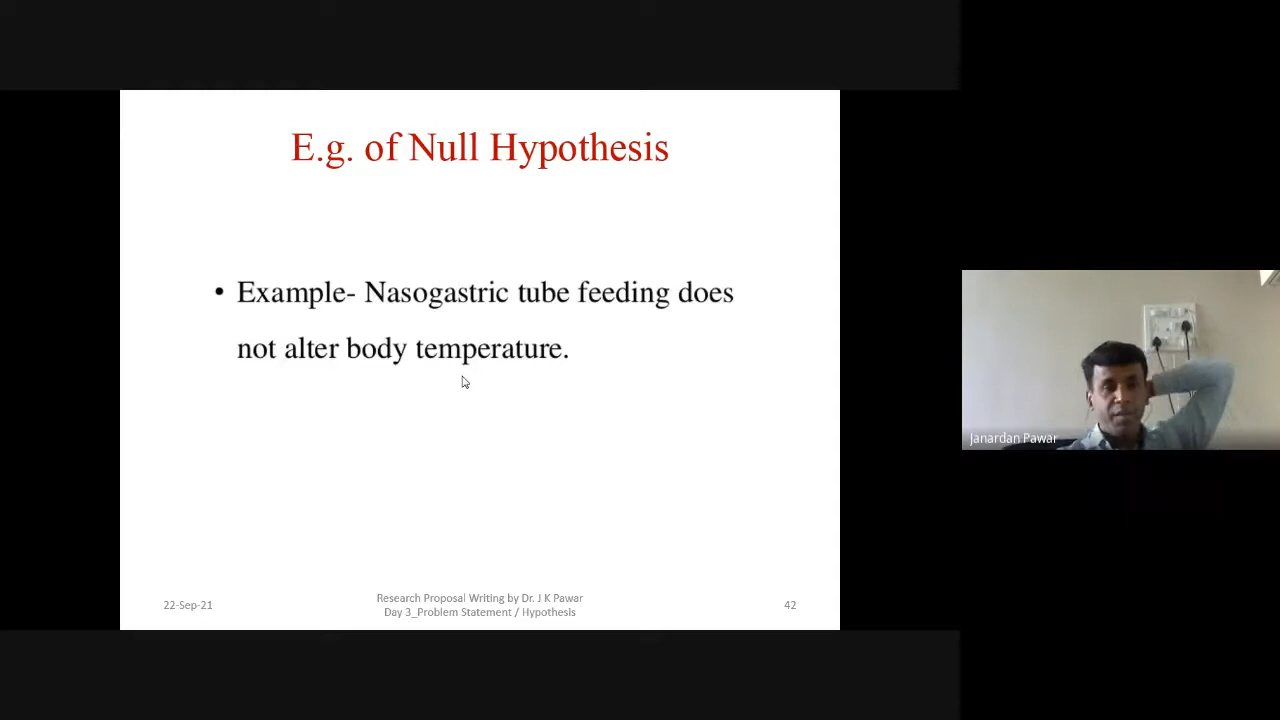 E.g. of Null Hypothesis
• Example- Nasogastric tube feeding does
not alter body temperature.
Janardan Pawar
22-Sep-21
Research Proposal Writing by Dr. J K Pawar
Day 3_Problem Statement / Hypothesis
42